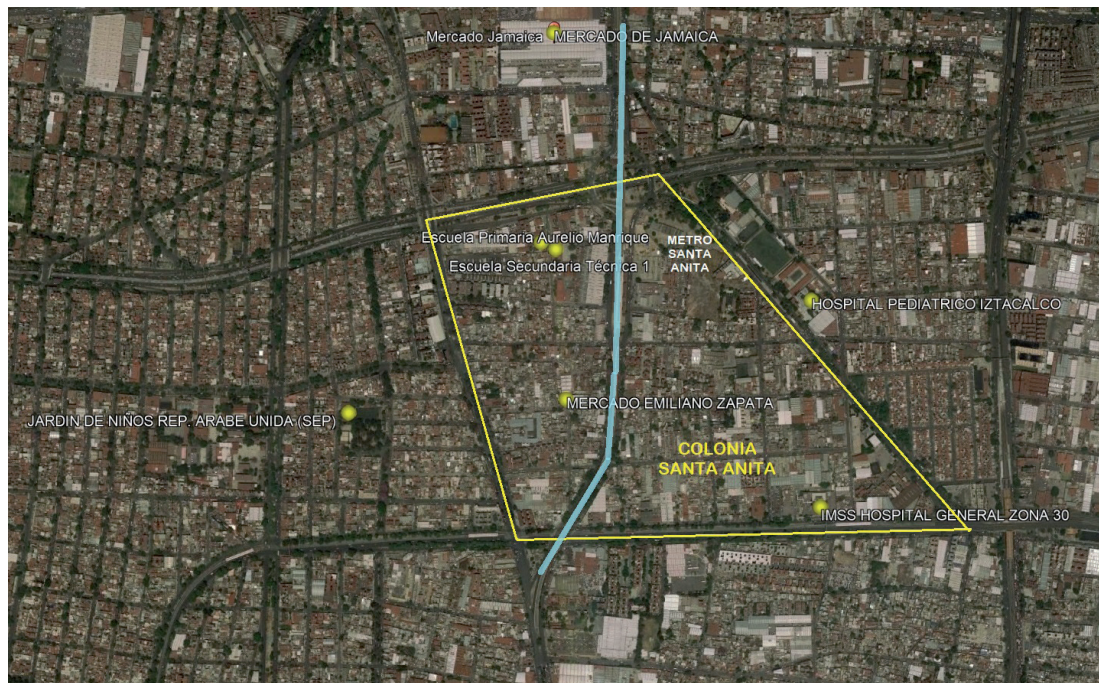 Mercado Jamaica
MERCADO DE JAMAICA
Escuela Primaria Aurelio Manrique
METRO
SANTA
ANITA
Escuela Secundaria Técnica 1
HOSPITAL PEDIATRICO IZTACALCO
MERCADO EMILIANO ZAPATA
JARDIN DE NIÑOS REP. ARABE UNIDA (SEP)
COLONIA
SANTA ANITA
IMSS HOSPITAL GENERAL ZONA 30